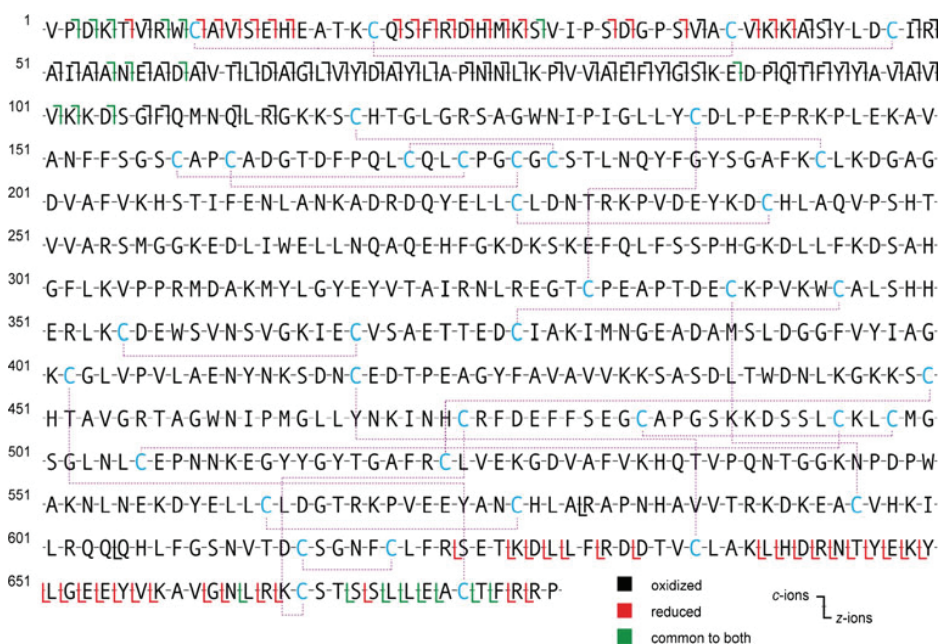 1 -V-P-D-K-T-V-R-W-C-A-V-S-E-H-E-A-T-K-C-Q-S-F-R-D-H-M-K-S-V-I-P-S-D-G-P-S-V-A-C-V-K-K-A-S-Y-L-D-C-I-R-
51 -A-I-A-A-N-E-A-D-A-V-T-L-D-A-G-L-V-Y-D-A-Y-L-A-P-N-N-L-K-P-V-V-A-E-F-Y-G-S-K-E-D-P-Q-T-F-Y-Y-A-V-A-V-
101 -V-K-K-D-S-G-F-Q-M-N-Q-L-R-G-K-K-S-C-H-T-G-L-G-R-S-A-G-W-N-I-P-I-G-L-L-Y-C-D-L-P-E-P-R-K-P-L-E-K-A-V-
151 -A-N-F-F-S-G-S-C-A-P-C-A-D-G-T-D-F-P-Q-L-C-Q-L-C-P-G-C-G-C-S-T-L-N-Q-Y-F-G-Y-S-G-A-F-K-C-L-K-D-G-A-G-
201 -D-V-A-F-V-K-H-S-T-I-F-E-N-L-A-N-K-A-D-R-D-Q-Y-E-L-L-C-L-D-N-T-R-K-P-V-D-E-Y-K-D-C-H-L-A-Q-V-P-S-H-T-
251 -V-V-A-R-S-M-G-G-K-E-D-L-I-W-E-L-L-N-Q-A-Q-E-H-F-G-K-D-K-S-K-E-F-Q-L-F-S-S-P-H-G-K-D-L-L-F-K-D-S-A-H-
301 -G-F-L-K-V-P-P-R-M-D-A-K-M-Y-L-G-Y-E-Y-V-T-A-I-R-N-L-R-E-G-T-C-P-E-A-P-T-D-E-C-K-P-V-K-W-C-A-L-S-H-H-
351 -E-R-L-K-C-D-E-W-S-V-N-S-V-G-K-I-E-C-V-S-A-E-T-T-E-D-C-I-A-K-I-M-N-G-E-A-D-A-M-S-L-D-G-G-F-V-Y-I-A-G-
401 -K-C-G-L-V-P-V-L-A-E-N-Y-N-K-S-D-N-C-E-D-T-P-E-A-G-Y-F-A-V-A-V-V-K-K-S-A-S-D-L-T-W-D-N-L-K-G-K-K-S-C-
451 -H-T-A-V-G-R-T-A-G-W-N-I-P-M-G-L-L-Y-N-K-I-N-H-C-R-F-D-E-F-F-S-E-G-C-A-P-G-S-K-K-D-S-S-L-C-K-L-C-M-G-
501 -S-G-L-N-L-C-E-P-N-N-K-E-G-Y-Y-G-Y-T-G-A-F-R-C-L-V-E-K-G-D-V-A-F-V-K-H-Q-T-V-P-Q-N-T-G-G-K-N-P-D-P-W-
551 -A-K-N-L-N-E-K-D-Y-E-L-L-C-L-D-G-T-R-K-P-V-E-E-Y-A-N-C-H-L-A-R-A-P-N-H-A-V-V-T-R-K-D-K-E-A-C-V-H-K-I-
601 -L-R-Q-Q-Q-H-L-F-G-S-N-V-T-D-C-S-G-N-F-C-L-F-R-S-E-T-K-D-L-L-F-R-D-D-T-V-C-L-A-K-L-H-D-R-N-T-Y-E-K-Y-
651 -L-G-E-E-Y-V-K-A-V-G-N-L-R-K-C-S-T-S-S-L-L-E-A-C-T-F-R-R-P-
oxidized
reduced
common to both
c-ions
z-ions